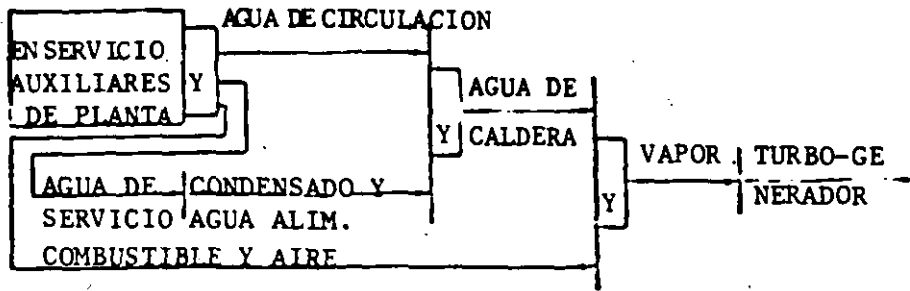 AGUA DE CIRCULACION
EN SERVICIO
AUXILIARES Y
DE PLANTA
AGUA DE
Y CALDERA
VAPOR TURBO-GE
NERADOR
Y
AGUA DE CONDENSADO Y
SERVICIO AGUA ALIM.
COMBUSTIBLE Y AIRE